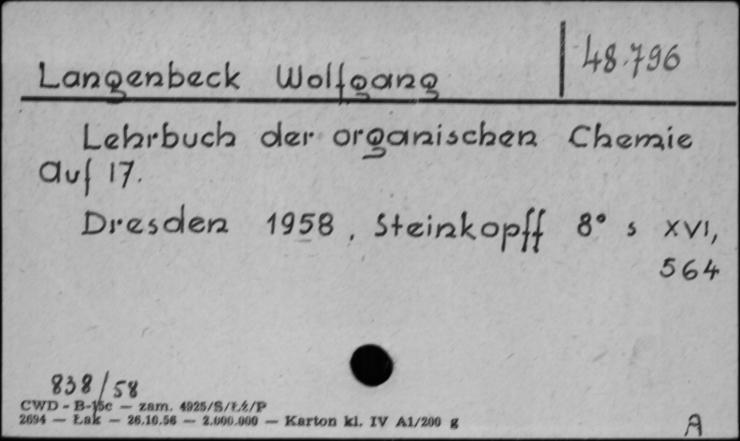 48.796
Langenbeck Wolfgang
Lehrbuch der organischen Chemie
Auf 17.
Dresden 1958, Steinkopff 8° s XVI,
564
838/58
CWD - B-15c — zam. 4925/S/Łź/P
2694 — Łak — 26.10.56 — 2.000.000 — Karton kl. IV A1/200 g
A